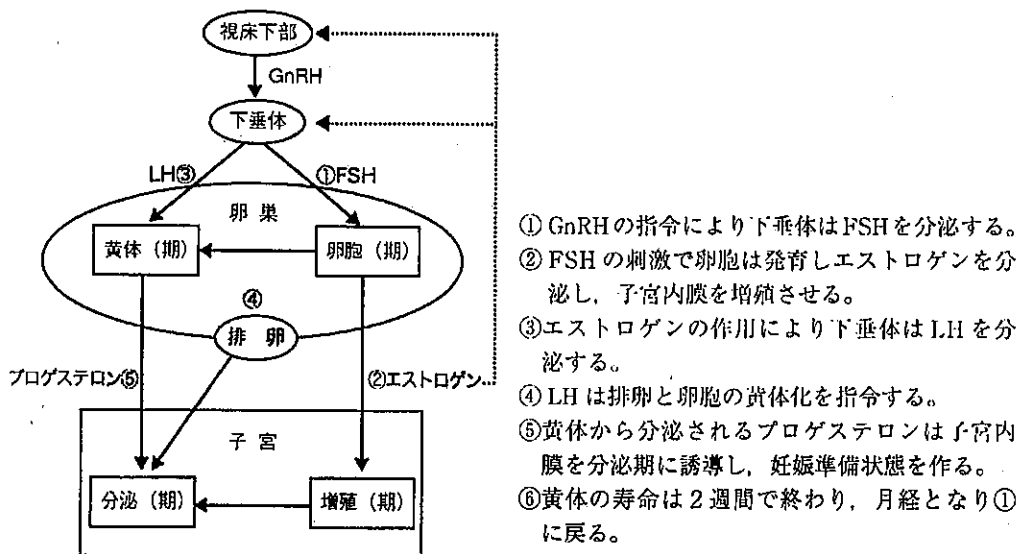 視床下部
GnRH
下垂体
LH③
①FSH
卵巣
黄体（期）
卵胞（期）
④
排卵
プロゲステロン⑤
②エストロゲン
子宮
分泌（期）
増殖（期）
①GnRHの指令により下垂体はFSHを分泌する。
②FSHの刺激で卵胞は発育しエストロゲンを分
泌し，子宮内膜を増殖させる。
③エストロゲンの作用により下垂体はLHを分
泌する。
④LHは排卵と卵胞の黄体化を指令する。
⑤黄体から分泌されるプロゲステロンは子宮内
膜を分泌期に誘導し，妊娠準備状態を作る。
⑥黄体の寿命は2週間で終わり，月経となり①
に戻る。